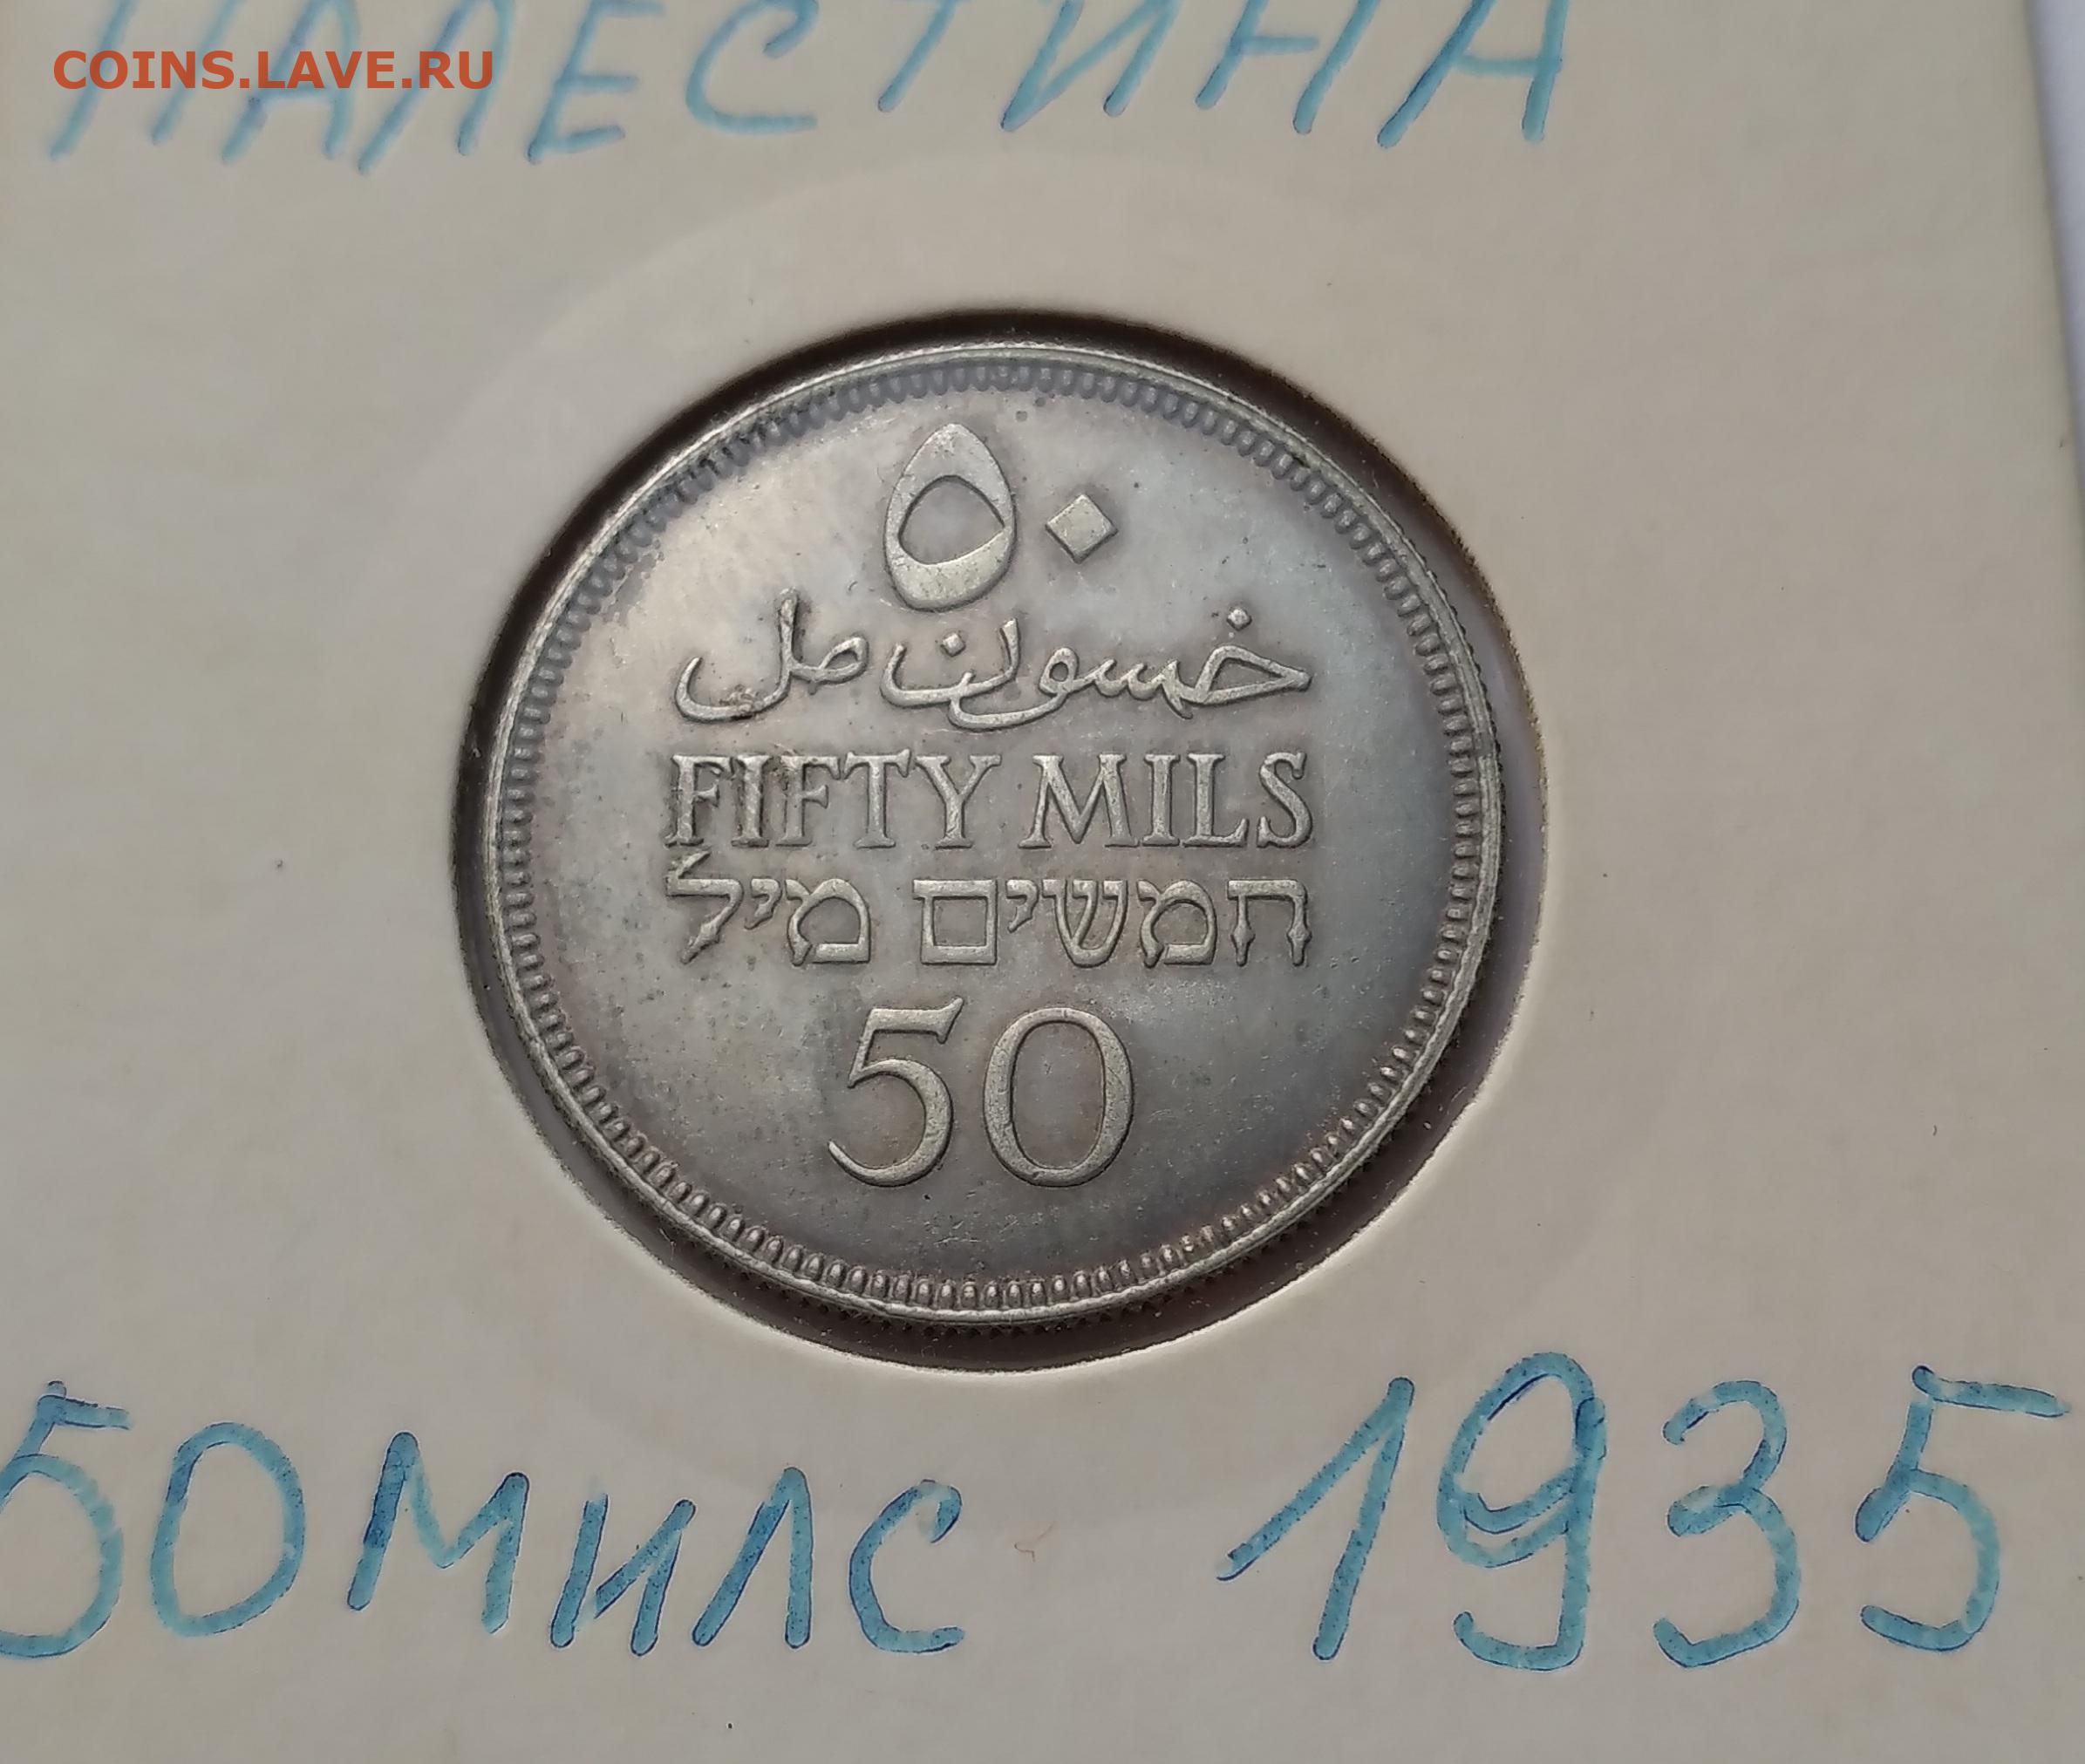 COINS.LAVE.RU
ПАЛЕСТИНА
٥٠
خمسون مل
FIFTY MILS
חמשים מיל
50
50 МИЛС 1935